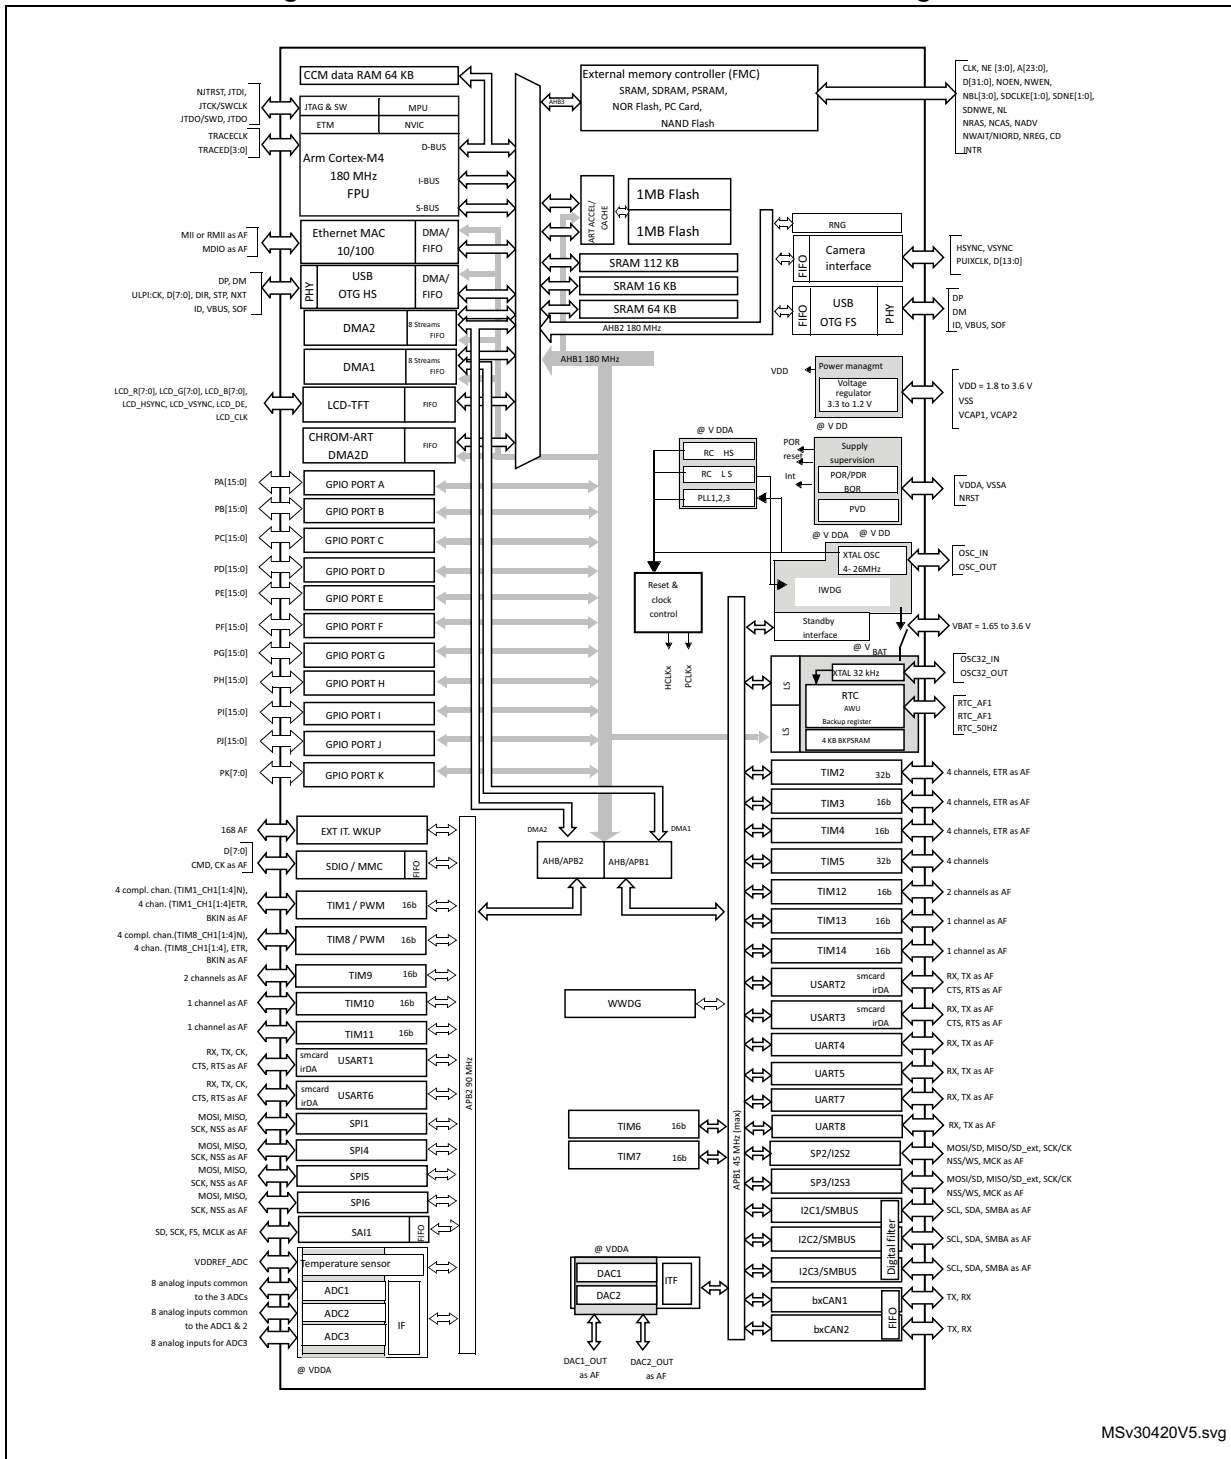 CCM data RAM 64 KB
External memory controller (FMC)
SRAM, SDRAM, PSRAM,
NOR Flash, PC Card,
NAND Flash
AHB3
CLK, NE [3:0], A[23:0],
D[31:0], NOEN, NWEN,
NBL[3:0], SDCLKE[1:0], SDNE[1:0],
SDNWE, NL
NRAS, NCAS, NADV
NWAIT/NIORD, NREG, CD
INTR
NJTRST, JTDI,
JTCK/SWCLK
JTDO/SWD, JTDO
TRACECLK
TRACED[3:0]
JTAG & SW
MPU
ETM
NVIC
D-BUS
Arm Cortex-M4
180 MHz
FPU
I-BUS
S-BUS
ART ACCEL/
CACHE
1MB Flash
1MB Flash
SRAM 112 KB
SRAM 16 KB
SRAM 64 KB
AHB2 180 MHz
AHB1 180 MHz
RNG
FIFO
Camera
interface
HSYNC, VSYNC
PUIXCLK, D[13:0]
FIFO
USB
OTG FS
PHY
DP
DM
ID, VBUS, SOF
MII or RMII as AF
MDIO as AF
Ethernet MAC
10/100
DMA/
FIFO
DP, DM
ULPI:CK, D[7:0], DIR, STP, NXT
ID, VBUS, SOF
PHY
USB
OTG HS
DMA/
FIFO
DMA2
8 Streams
FIFO
DMA1
8 Streams
FIFO
LCD_R[7:0], LCD_G[7:0], LCD_B[7:0],
LCD_HSYNC, LCD_VSYNC, LCD_DE,
LCD_CLK
LCD-TFT
FIFO
CHROM-ART
DMA2D
FIFO
VDD
Power managmt
Voltage
regulator
3.3 to 1.2 V
VDD = 1.8 to 3.6 V
VSS
VCAP1, VCAP2
@ V DD
@ V DDA
RC HS
RC L S
PLL1,2,3
POR
reset
Int
Supply
supervision
POR/PDR
BOR
PVD
VDDA, VSSA
NRST
@ V DDA
@ V DD
XTAL OSC
4- 26MHz
OSC_IN
OSC_OUT
IWDG
Reset &
clock
control
HCLKx
PCLKx
Standby
interface
VBAT = 1.65 to 3.6 V
@ V BAT
LS
LS
XTAL 32 kHz
OSC32_IN
OSC32_OUT
RTC
AWU
Backup register
RTC_AF1
RTC_AF1
RTC_50HZ
4 KB BKPSRAM
PA[15:0]
GPIO PORT A
PB[15:0]
GPIO PORT B
PC[15:0]
GPIO PORT C
PD[15:0]
GPIO PORT D
PE[15:0]
GPIO PORT E
PF[15:0]
GPIO PORT F
PG[15:0]
GPIO PORT G
PH[15:0]
GPIO PORT H
PI[15:0]
GPIO PORT I
PJ[15:0]
GPIO PORT J
PK[7:0]
GPIO PORT K
DMA2
DMA1
AHB/APB2
AHB/APB1
168 AF
EXT IT. WKUP
D[7:0]
CMD, CK as AF
SDIO / MMC
FIFO
4 compl. chan. (TIM1_CH1[1:4]N),
4 chan. (TIM1_CH1[1:4]ETR,
BKIN as AF
TIM1 / PWM
16b
4 compl. chan.(TIM8_CH1[1:4]N),
4 chan. (TIM8_CH1[1:4], ETR,
BKIN as AF
TIM8 / PWM
16b
2 channels as AF
TIM9
16b
1 channel as AF
TIM10
16b
1 channel as AF
TIM11
16b
RX, TX, CK,
CTS, RTS as AF
smcard
irDA
USART1
RX, TX, CK,
CTS, RTS as AF
smcard
irDA
USART6
MOSI, MISO,
SCK, NSS as AF
SPI1
MOSI, MISO,
SCK, NSS as AF
SPI4
MOSI, MISO,
SCK, NSS as AF
SPI5
MOSI, MISO,
SCK, NSS as AF
SPI6
SD, SCK, FS, MCLK as AF
SAI1
FIFO
VDDREF_ADC
Temperature sensor
8 analog inputs common
to the 3 ADCs
ADC1
8 analog inputs common
to the ADC1 & 2
ADC2
8 analog inputs for ADC3
ADC3
IF
@ VDDA
APB2 90 MHz
WWDG
TIM6
16b
TIM7
16b
@ VDDA
DAC1
DAC2
ITF
DAC1_OUT
as AF
DAC2_OUT
as AF
APB1 45 MHz (max)
TIM2
32b
4 channels, ETR as AF
TIM3
16b
4 channels, ETR as AF
TIM4
16b
4 channels, ETR as AF
TIM5
32b
4 channels
TIM12
16b
2 channels as AF
TIM13
16b
1 channel as AF
TIM14
16b
1 channel as AF
USART2
smcard
irDA
RX, TX as AF
CTS, RTS as AF
USART3
smcard
irDA
RX, TX as AF
CTS, RTS as AF
UART4
RX, TX as AF
UART5
RX, TX as AF
UART7
RX, TX as AF
UART8
RX, TX as AF
SP2/I2S2
MOSI/SD, MISO/SD_ext, SCK/CK
NSS/WS, MCK as AF
SP3/I2S3
MOSI/SD, MISO/SD_ext, SCK/CK
NSS/WS, MCK as AF
I2C1/SMBUS
SCL, SDA, SMBA as AF
I2C2/SMBUS
SCL, SDA, SMBA as AF
I2C3/SMBUS
SCL, SDA, SMBA as AF
Digital filter
bxCAN1
TX, RX
bxCAN2
TX, RX
FIFO
MSv30420V5.svg